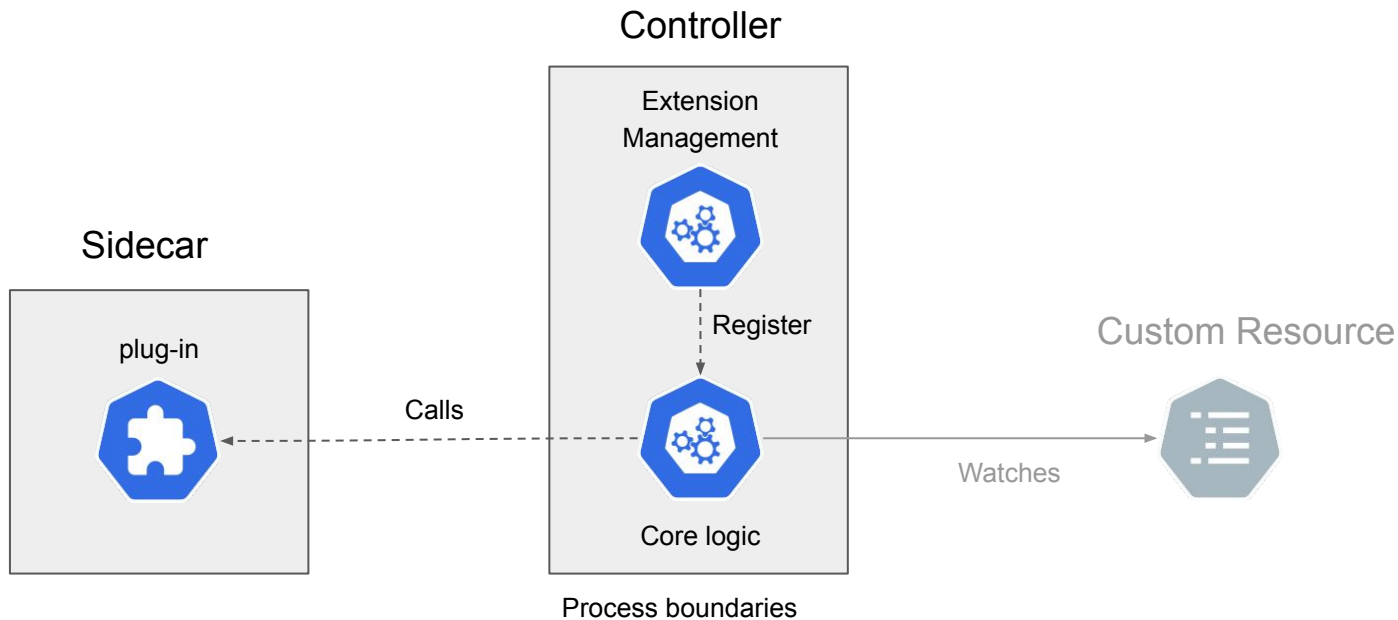 Controller
Extension
Management
Sidecar
Register
Custom Resource
plug-in
Calls
Watches
Core logic
Process boundaries